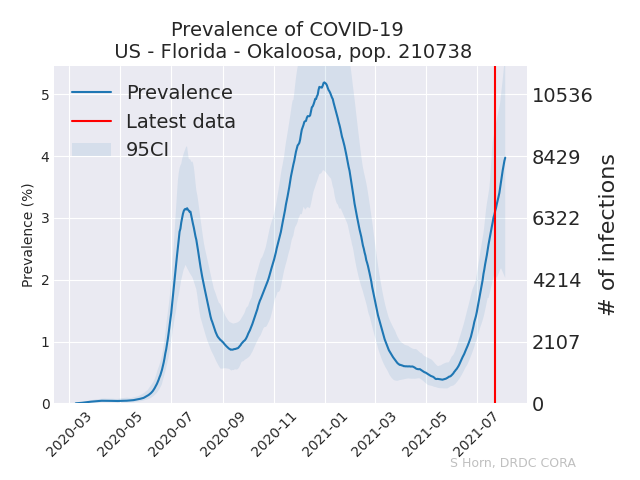 Prevalence of COVID-19
US - Florida - Okaloosa, pop. 210738
Prevalence
Latest data
95CI
Prevalence (%)
5
4
3
2
1
0
10536
8429
6322
4214
2107
0
# of infections
2020-03
2020-05
2020-07
2020-09
2020-11
2021-01
2021-03
2021-05
2021-07
S Horn, DRDC CORA